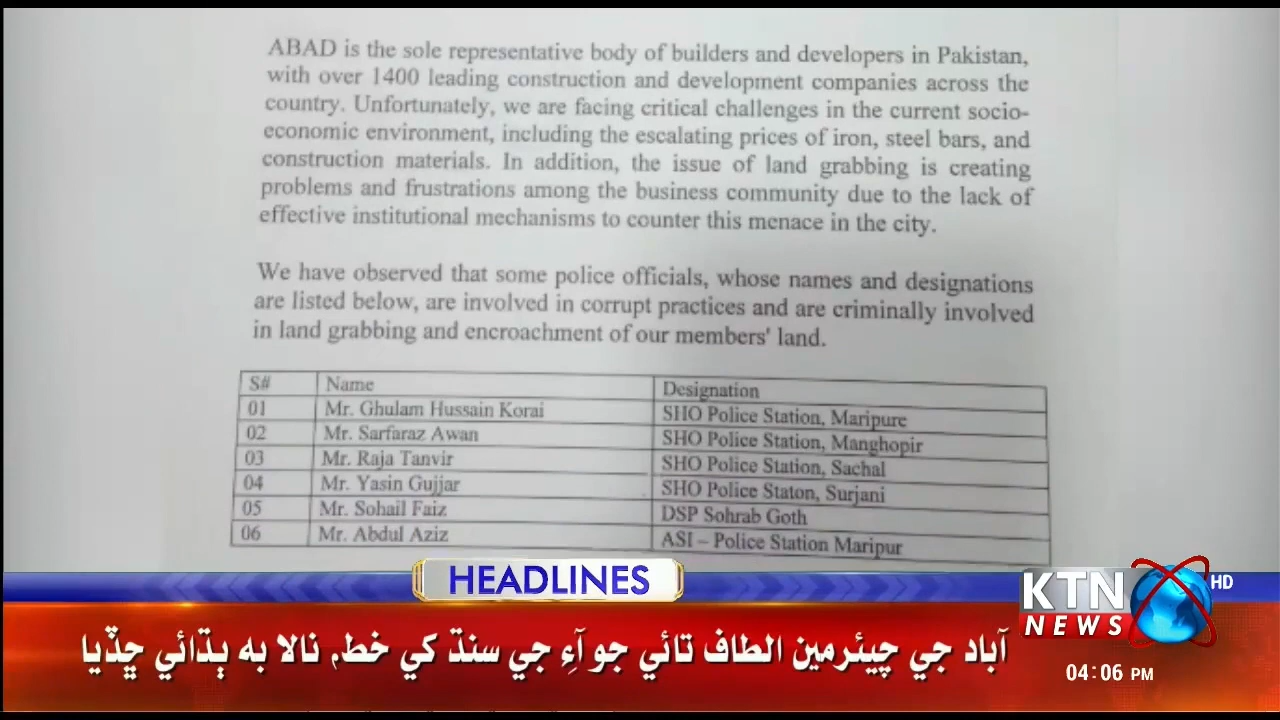 ABAD is the sole representative body of builders and developers in Pakistan,
with over 1400 leading construction and development companies across the
country. Unfortunately, we are facing critical challenges in the current socio-
economic environment, including the escalating prices of iron, steel bars, and
construction materials. In addition, the issue of land grabbing is creating
problems and frustrations among the business community due to the lack of
effective institutional mechanisms to counter this menace in the city.
We have observed that some police officials, whose names and designations
are listed below, are involved in corrupt practices and are criminally involved
in land grabbing and encroachment of our members' land.
S# Name Designation
01 Mr. Ghulam Hussain Korai SHO Police Station, Maripure
02 Mr. Sarfaraz Awan SHO Police Station, Manghopir
03 Mr. Raja Tanvir SHO Police Station, Sachal
04 Mr. Yasin Gujjar SHO Police Staton, Surjani
05 Mr. Sohail Faiz DSP Sohrab Goth
06 Mr. Abdul Aziz ASI – Police Station Maripur
HEADLINES
KTN HD
NEWS
آباد جي چيئرمين الطاف تائي جو آءِ جي سنڌ کي خط، نالا به ٻڌائي ڇڏيا
04:06 PM